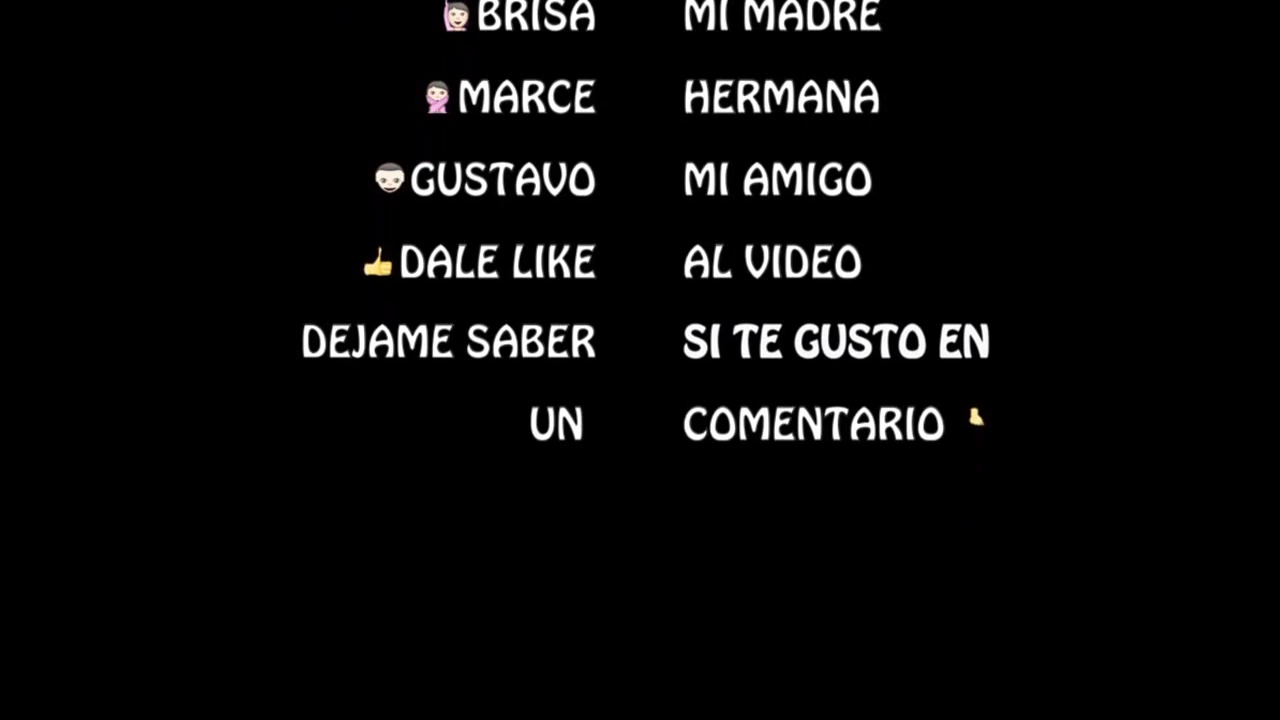 🙋BRISA MI MADRE
🙅MARCE HERMANA
👦GUSTAVO MI AMIGO
👍DALE LIKE AL VIDEO
DEJAME SABER SI TE GUSTO EN
UN COMENTARIO